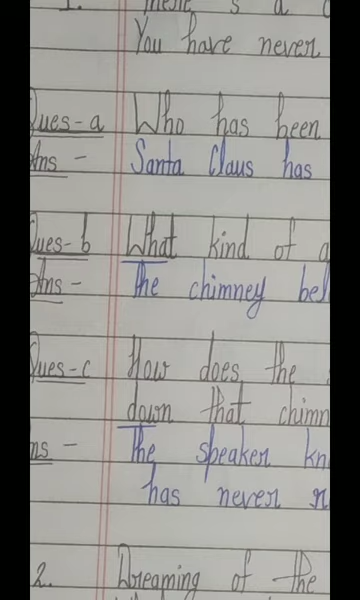 You have never
Ques-a Who has been
Ans - Santa Claus has
Ques-b What kind of a
Ans - The chimney bel
Ques-c How does the
down that chimn
ns - The speaker kn
has never
2. Dreaming of the